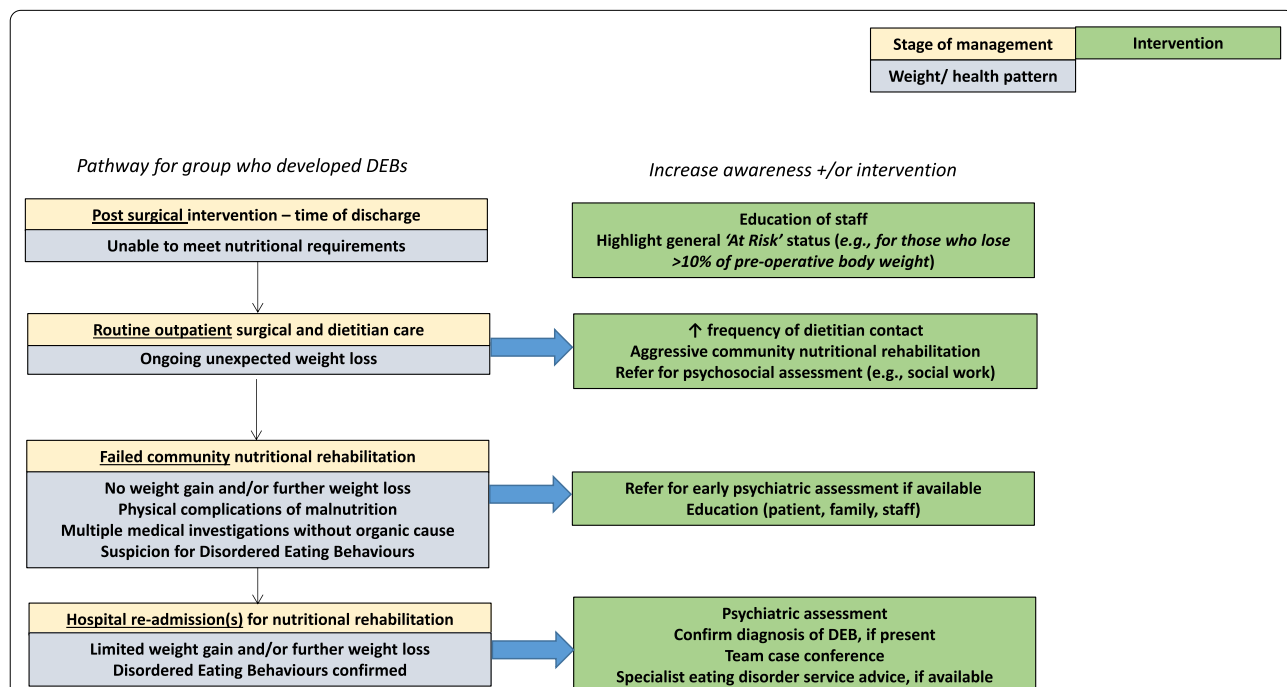 Stage of management
Intervention
Weight/ health pattern
Pathway for group who developed DEBs
Increase awareness +/or intervention
Post surgical intervention – time of discharge
Unable to meet nutritional requirements
Education of staff
Highlight general ‘At Risk’ status (e.g., for those who lose
>10% of pre-operative body weight)
Routine outpatient surgical and dietitian care
Ongoing unexpected weight loss
↑ frequency of dietitian contact
Aggressive community nutritional rehabilitation
Refer for psychosocial assessment (e.g., social work)
Failed community nutritional rehabilitation
No weight gain and/or further weight loss
Physical complications of malnutrition
Multiple medical investigations without organic cause
Suspicion for Disordered Eating Behaviours
Refer for early psychiatric assessment if available
Education (patient, family, staff)
Hospital re-admission(s) for nutritional rehabilitation
Limited weight gain and/or further weight loss
Disordered Eating Behaviours confirmed
Psychiatric assessment
Confirm diagnosis of DEB, if present
Team case conference
Specialist eating disorder service advice, if available